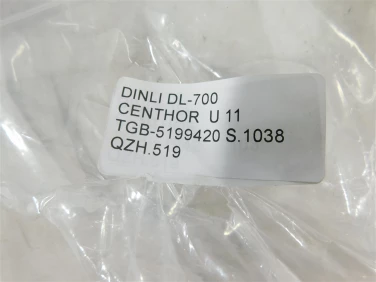 DINLI DL-700
CENTHOR U 11
TGB-5199420 S.1038
QZH.519